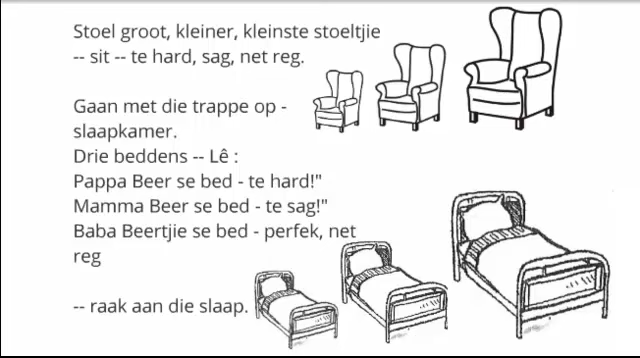 Stoel groot, kleiner, kleinste stoeltjie
-- sit -- te hard, sag, net reg.
Gaan met die trappe op -
slaapkamer.
Drie beddens -- Lê :
Pappa Beer se bed - te hard!"
Mamma Beer se bed - te sag!"
Baba Beertjie se bed - perfek, net
reg
-- raak aan die slaap.